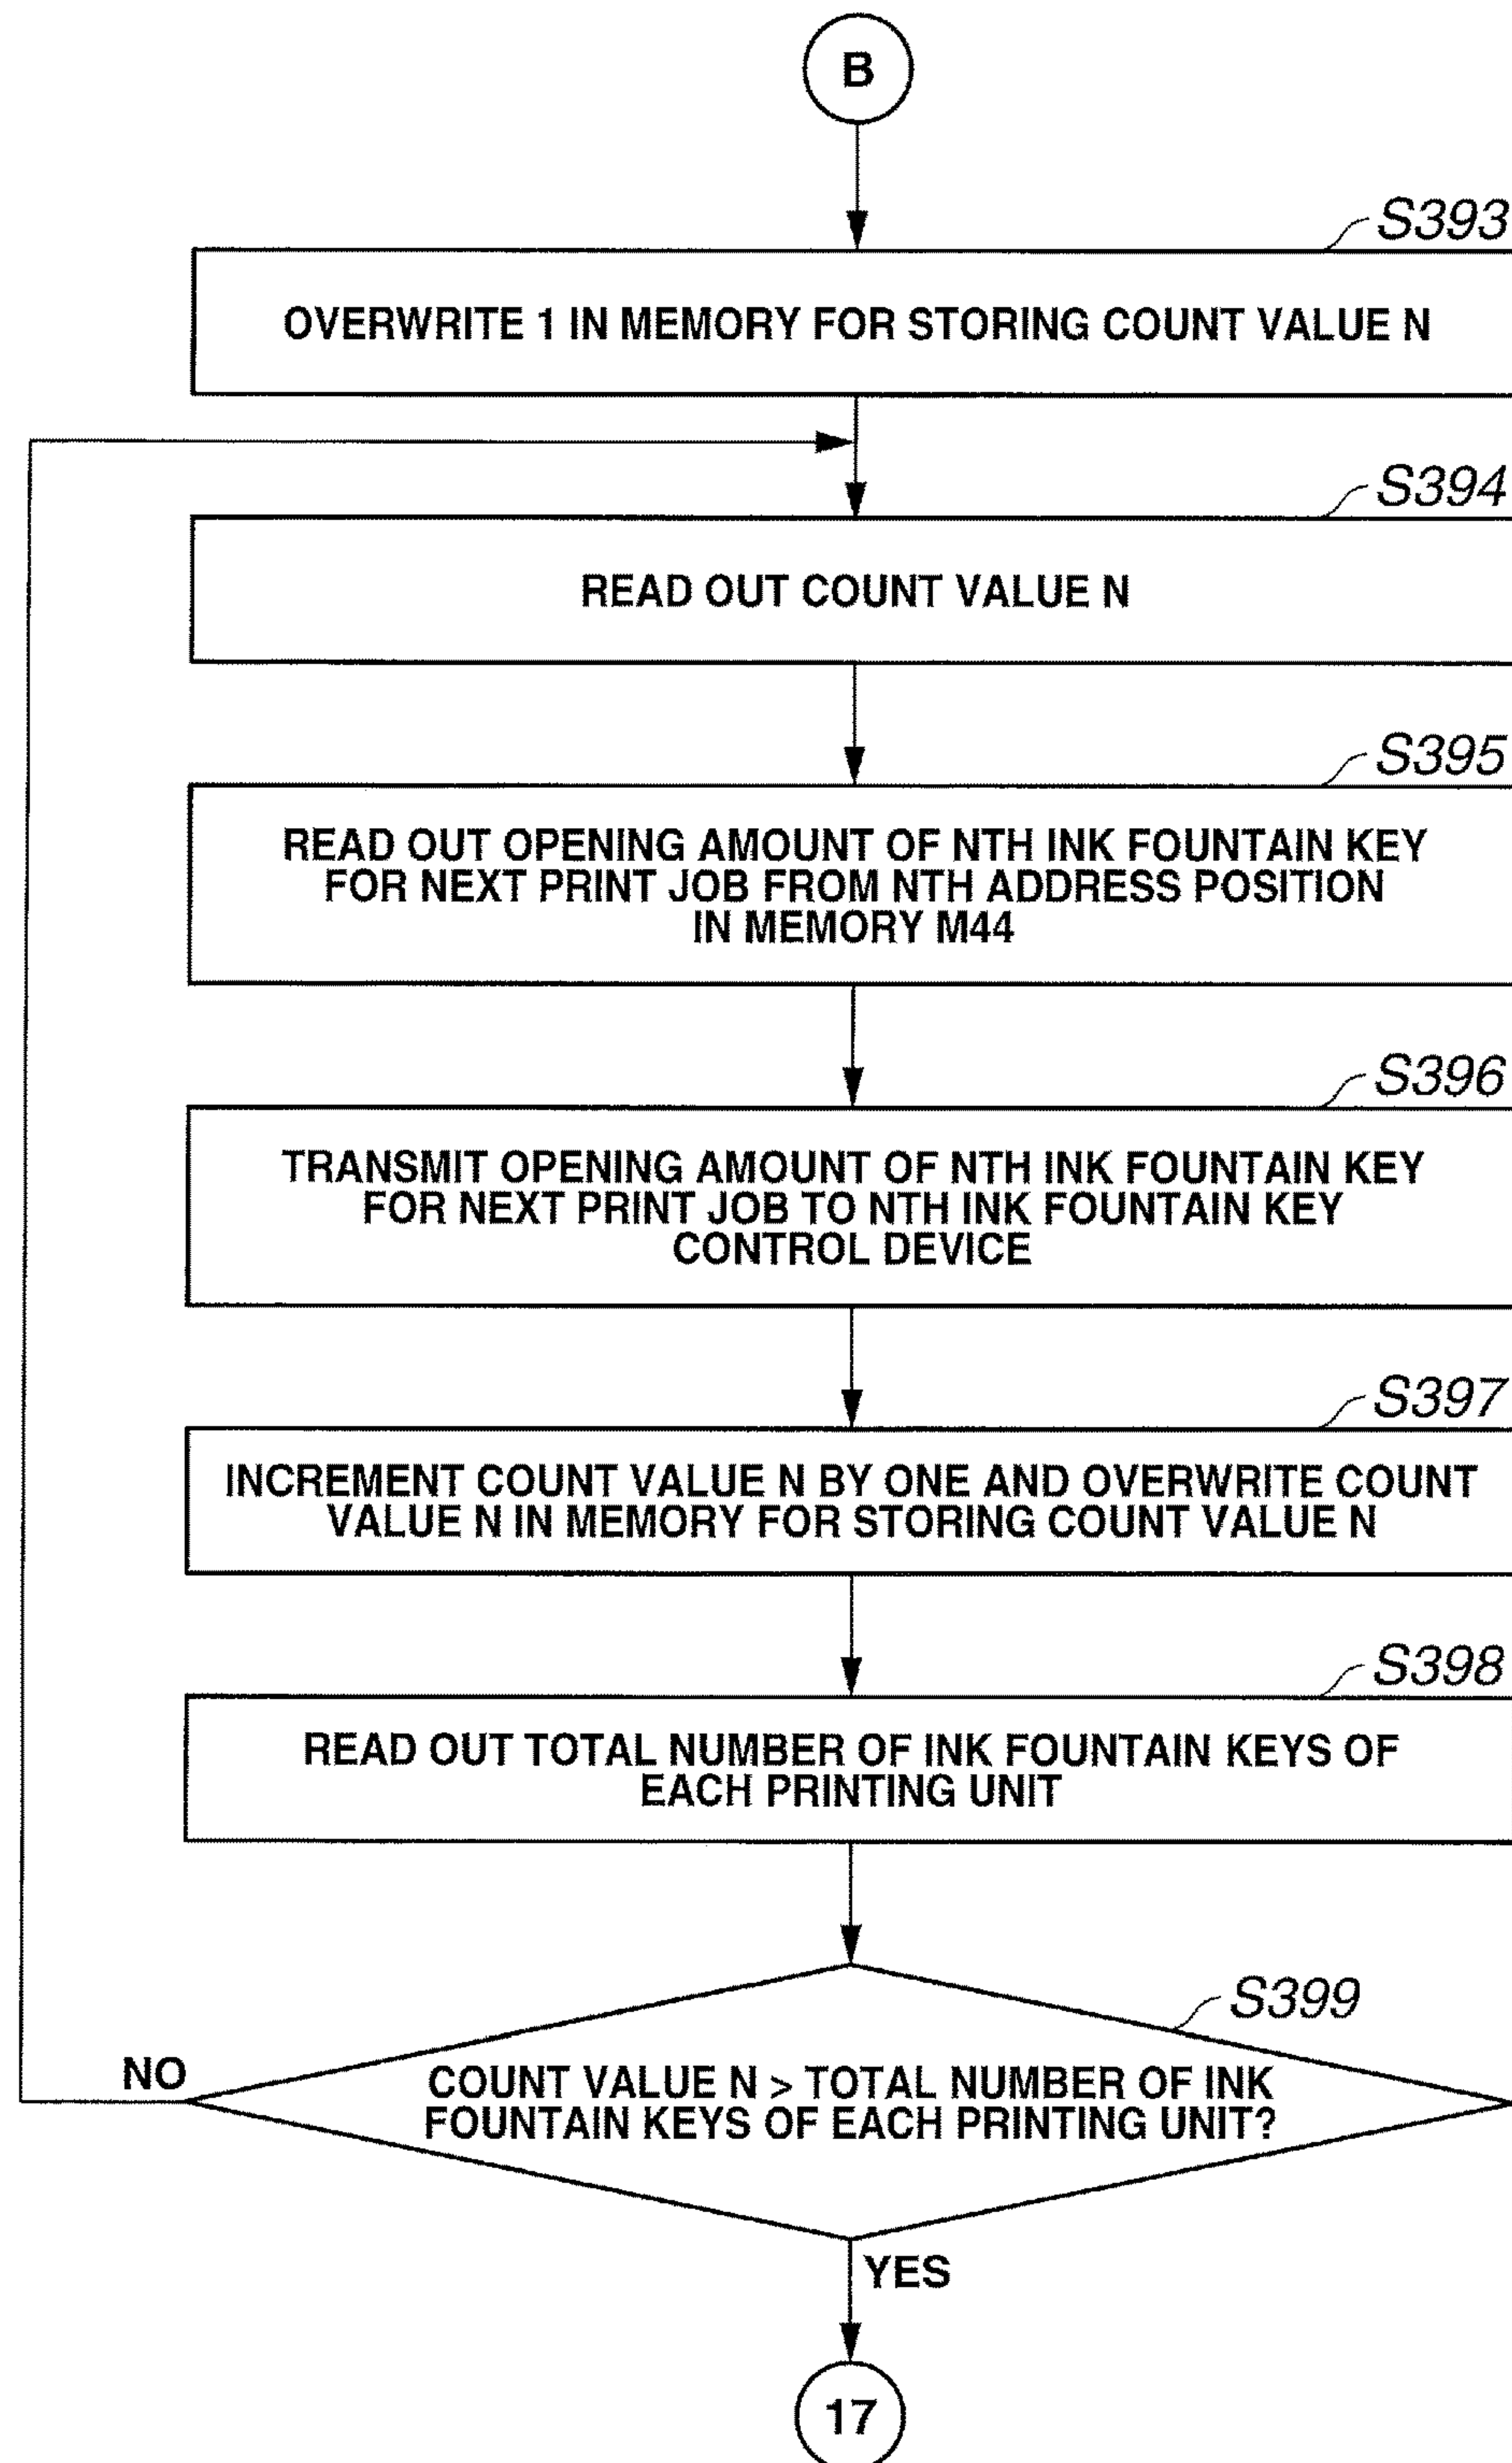 B
S393
OVERWRITE 1 IN MEMORY FOR STORING COUNT VALUE N
S394
READ OUT COUNT VALUE N
S395
READ OUT OPENING AMOUNT OF NTH INK FOUNTAIN KEY
FOR NEXT PRINT JOB FROM NTH ADDRESS POSITION
IN MEMORY M44
S396
TRANSMIT OPENING AMOUNT OF NTH INK FOUNTAIN KEY
FOR NEXT PRINT JOB TO NTH INK FOUNTAIN KEY
CONTROL DEVICE
S397
INCREMENT COUNT VALUE N BY ONE AND OVERWRITE COUNT
VALUE N IN MEMORY FOR STORING COUNT VALUE N
S398
READ OUT TOTAL NUMBER OF INK FOUNTAIN KEYS OF
EACH PRINTING UNIT
S399
NO
COUNT VALUE N > TOTAL NUMBER OF INK
FOUNTAIN KEYS OF EACH PRINTING UNIT?
YES
17